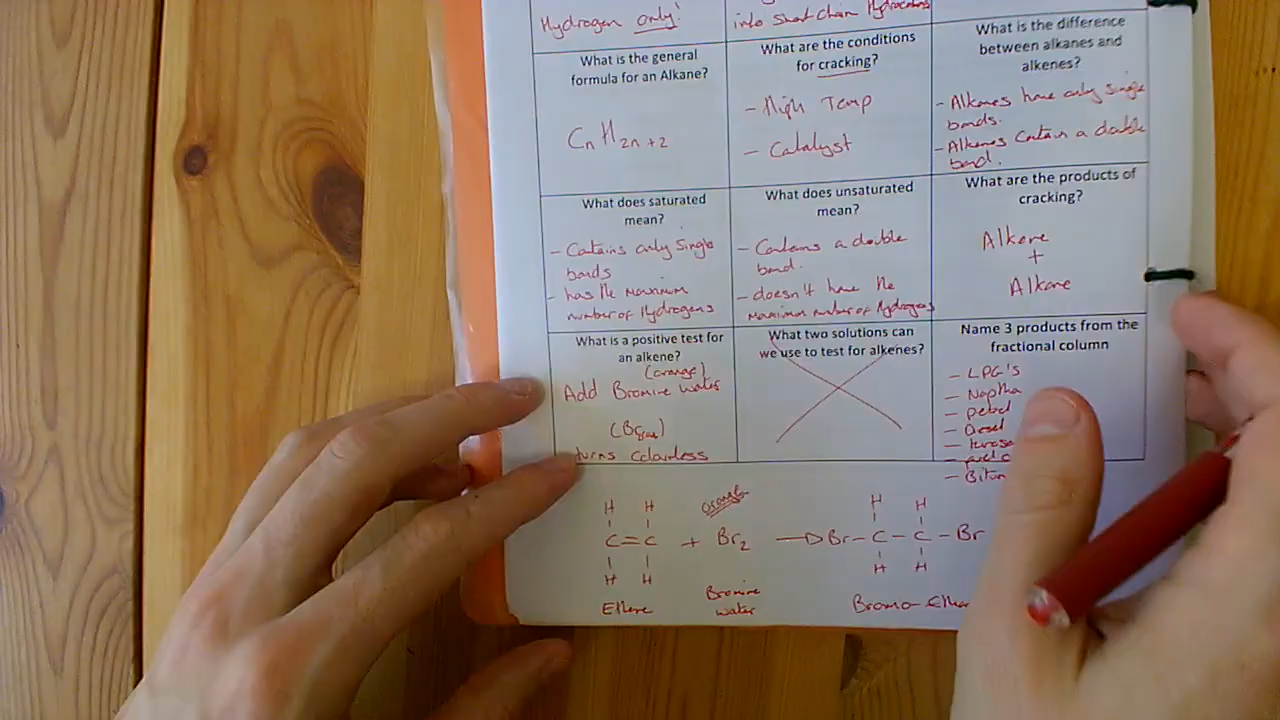 Hydrogen only!
into Short chain Hydrocarbons
What is the general
formula for an Alkane?
CnH2n+2
What are the conditions
for cracking?
- High Temp
- Catalyst
What is the difference
between alkanes and
alkenes?
- Alkanes have only single
bonds.
- Alkenes contain a double
bond.
What does saturated
mean?
- Contains only single
bonds
- has the maximum
number of Hydrogens
What does unsaturated
mean?
- Contains a double
bond.
- doesn't have the
maximum number of Hydrogens
What are the products of
cracking?
Alkene
+
Alkane
What is a positive test for
an alkene?
(orange)
Add Bromine water
turns colourless
What two solutions can
we use to test for alkenes?
Name 3 products from the
fractional column
- LPG's
- Naptha
- petrol
- Diesel
- Kerose
- fuel o
- Bitum
orange
H H H H
C=C + Br2 → Br-C-C-Br
H H H H
Ethene
Bromine
water
Bromo-Ethan